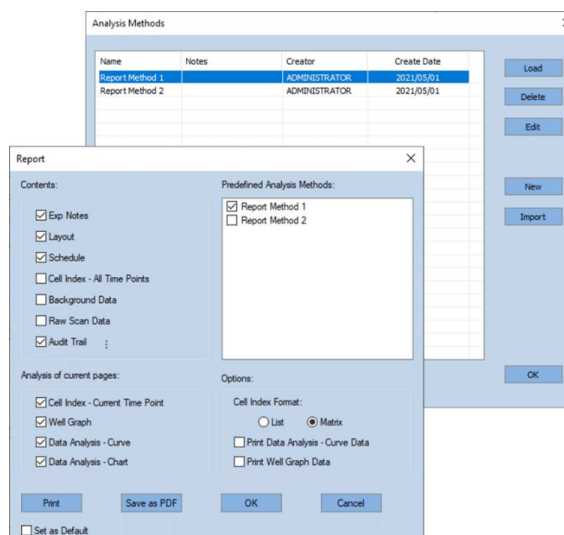 Analysis Methods
Name Notes Creator Create Date
Report Method 1 ADMINISTRATOR 2021/05/01
Report Method 2 ADMINISTRATOR 2021/05/01
Load
Delete
Edit
New
Import
OK
Report
Contents:
Exp Notes
Layout
Schedule
Cell Index - All Time Points
Background Data
Raw Scan Data
Audit Trail
Predefined Analysis Methods:
Report Method 1
Report Method 2
Analysis of current pages:
Cell Index - Current Time Point
Well Graph
Data Analysis - Curve
Data Analysis - Chart
Options:
Cell Index Format:
List Matrix
Print Data Analysis - Curve Data
Print Well Graph Data
Print Save as PDF OK Cancel
Set as Default